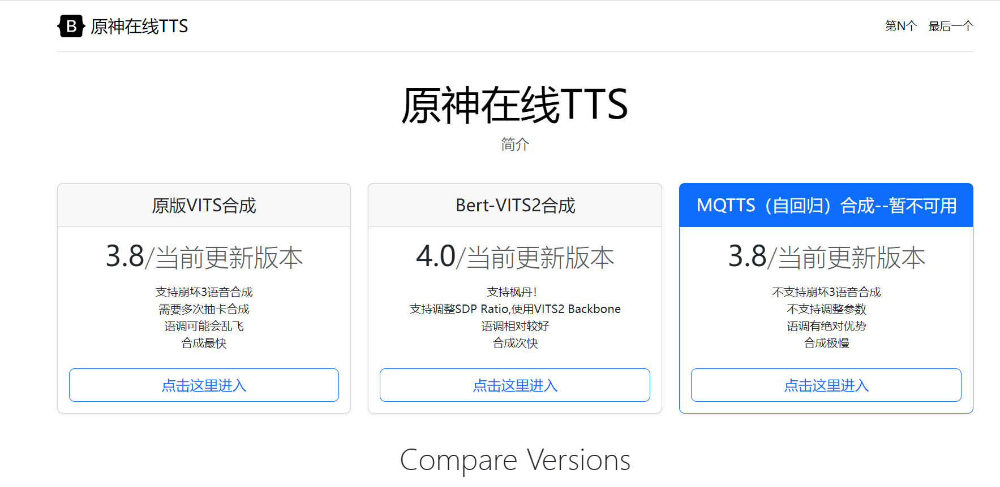 B 原神在线TTS
第N个 最后一个
原神在线TTS
简介
原版VITS合成
3.8/当前更新版本
支持崩坏3语音合成
需要多次抽卡合成
语调可能会乱飞
合成最快
点击这里进入
Bert-VITS2合成
4.0/当前更新版本
支持枫丹！
支持调整SDP Ratio,使用VITS2 Backbone
语调相对较好
合成次快
点击这里进入
MQTTS（自回归）合成--暂不可用
3.8/当前更新版本
不支持崩坏3语音合成
不支持调整参数
语调有绝对优势
合成极慢
点击这里进入
Compare Versions